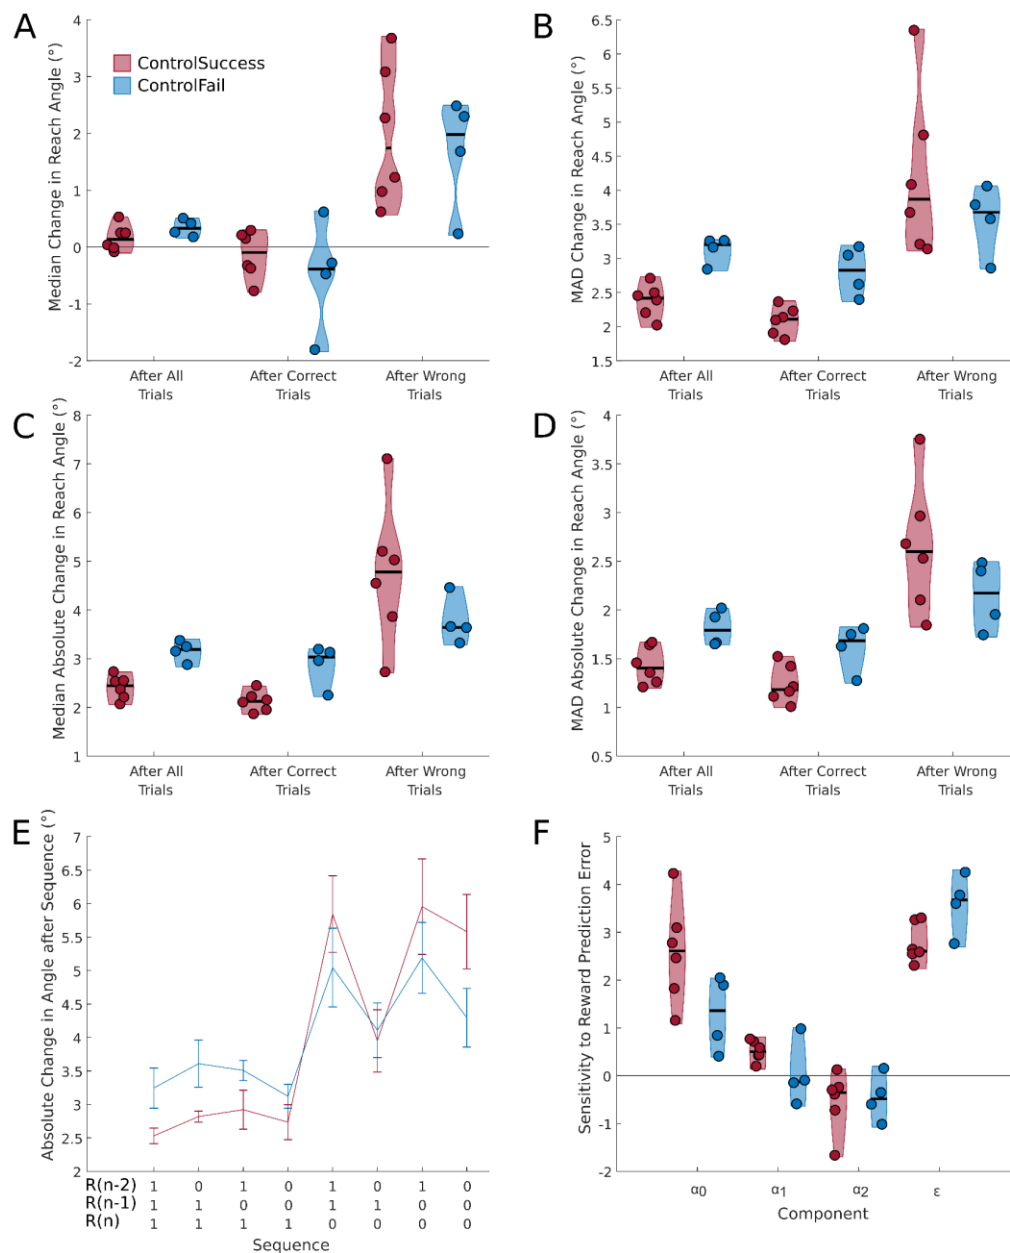 A
Median Change in Reach Angle (°)
4
3
2
1
0
-1
-2
ControlSuccess
ControlFail
After All
Trials
After Correct
Trials
After Wrong
Trials
B
MAD Change in Reach Angle (°)
6.5
6
5.5
5
4.5
4
3.5
3
2.5
2
1.5
After All
Trials
After Correct
Trials
After Wrong
Trials
C
Median Absolute Change in Reach Angle (°)
8
7
6
5
4
3
2
1
After All
Trials
After Correct
Trials
After Wrong
Trials
D
MAD Absolute Change in Reach Angle (°)
4
3.5
3
2.5
2
1.5
1
0.5
After All
Trials
After Correct
Trials
After Wrong
Trials
E
Absolute Change in Angle after Sequence (°)
7
6.5
6
5.5
5
4.5
4
3.5
3
2.5
2
R(n-2) 1 0 1 0 1 0 1 0
R(n-1) 1 1 0 0 1 1 0 0
R(n) 1 1 1 1 0 0 0 0
Sequence
F
Sensitivity to Reward Prediction Error
5
4
3
2
1
0
-1
-2
α0 α1 α2 ε
Component